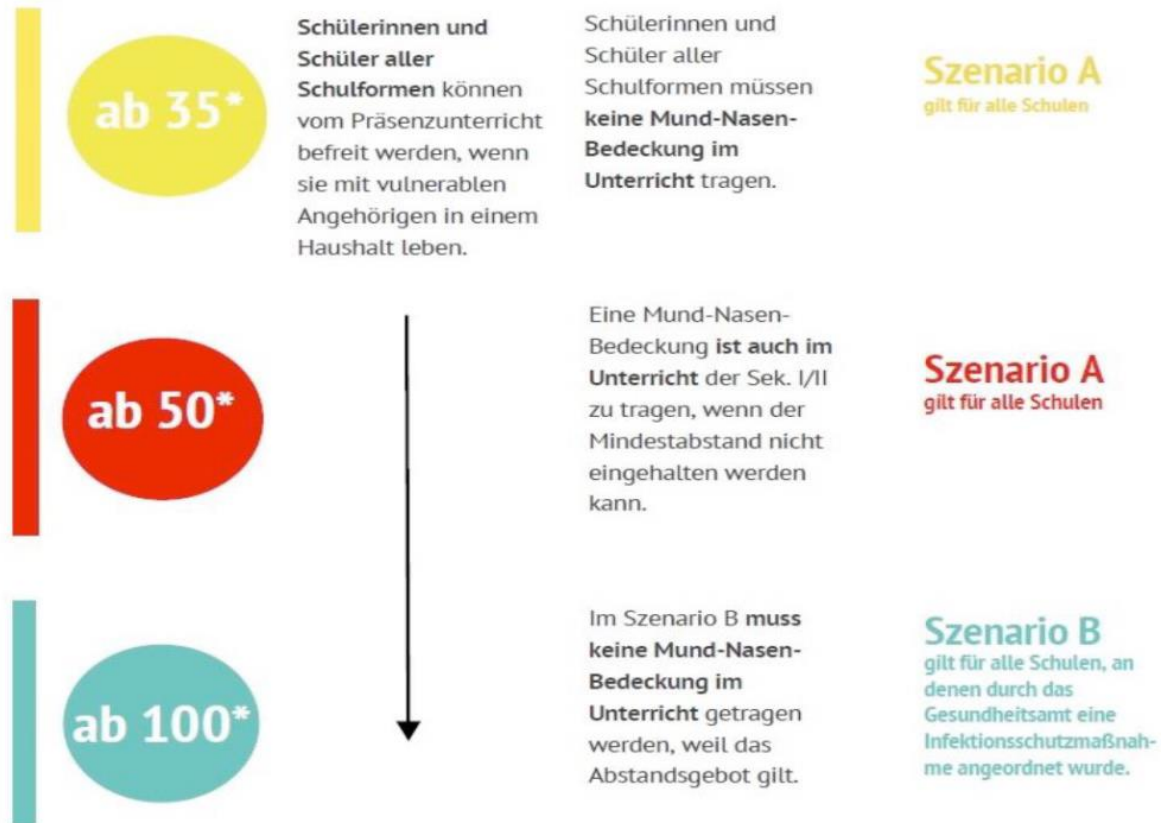 ab 35*
Schülerinnen und
Schüler aller
Schulformen können
vom Präsenzunterricht
befreit werden, wenn
sie mit vulnerablen
Angehörigen in einem
Haushalt leben.
Schülerinnen und
Schüler aller
Schulformen müssen
keine Mund-Nasen-
Bedeckung im
Unterricht tragen.
Szenario A
gilt für alle Schulen
ab 50*
Eine Mund-Nasen-
Bedeckung ist auch im
Unterricht der Sek. I/II
zu tragen, wenn der
Mindestabstand nicht
eingehalten werden
kann.
Szenario A
gilt für alle Schulen
ab 100*
Im Szenario B muss
keine Mund-Nasen-
Bedeckung im
Unterricht getragen
werden, weil das
Abstandsgebot gilt.
Szenario B
gilt für alle Schulen, an
denen durch das
Gesundheitsamt eine
Infektionsschutzmaßnah-
me angeordnet wurde.